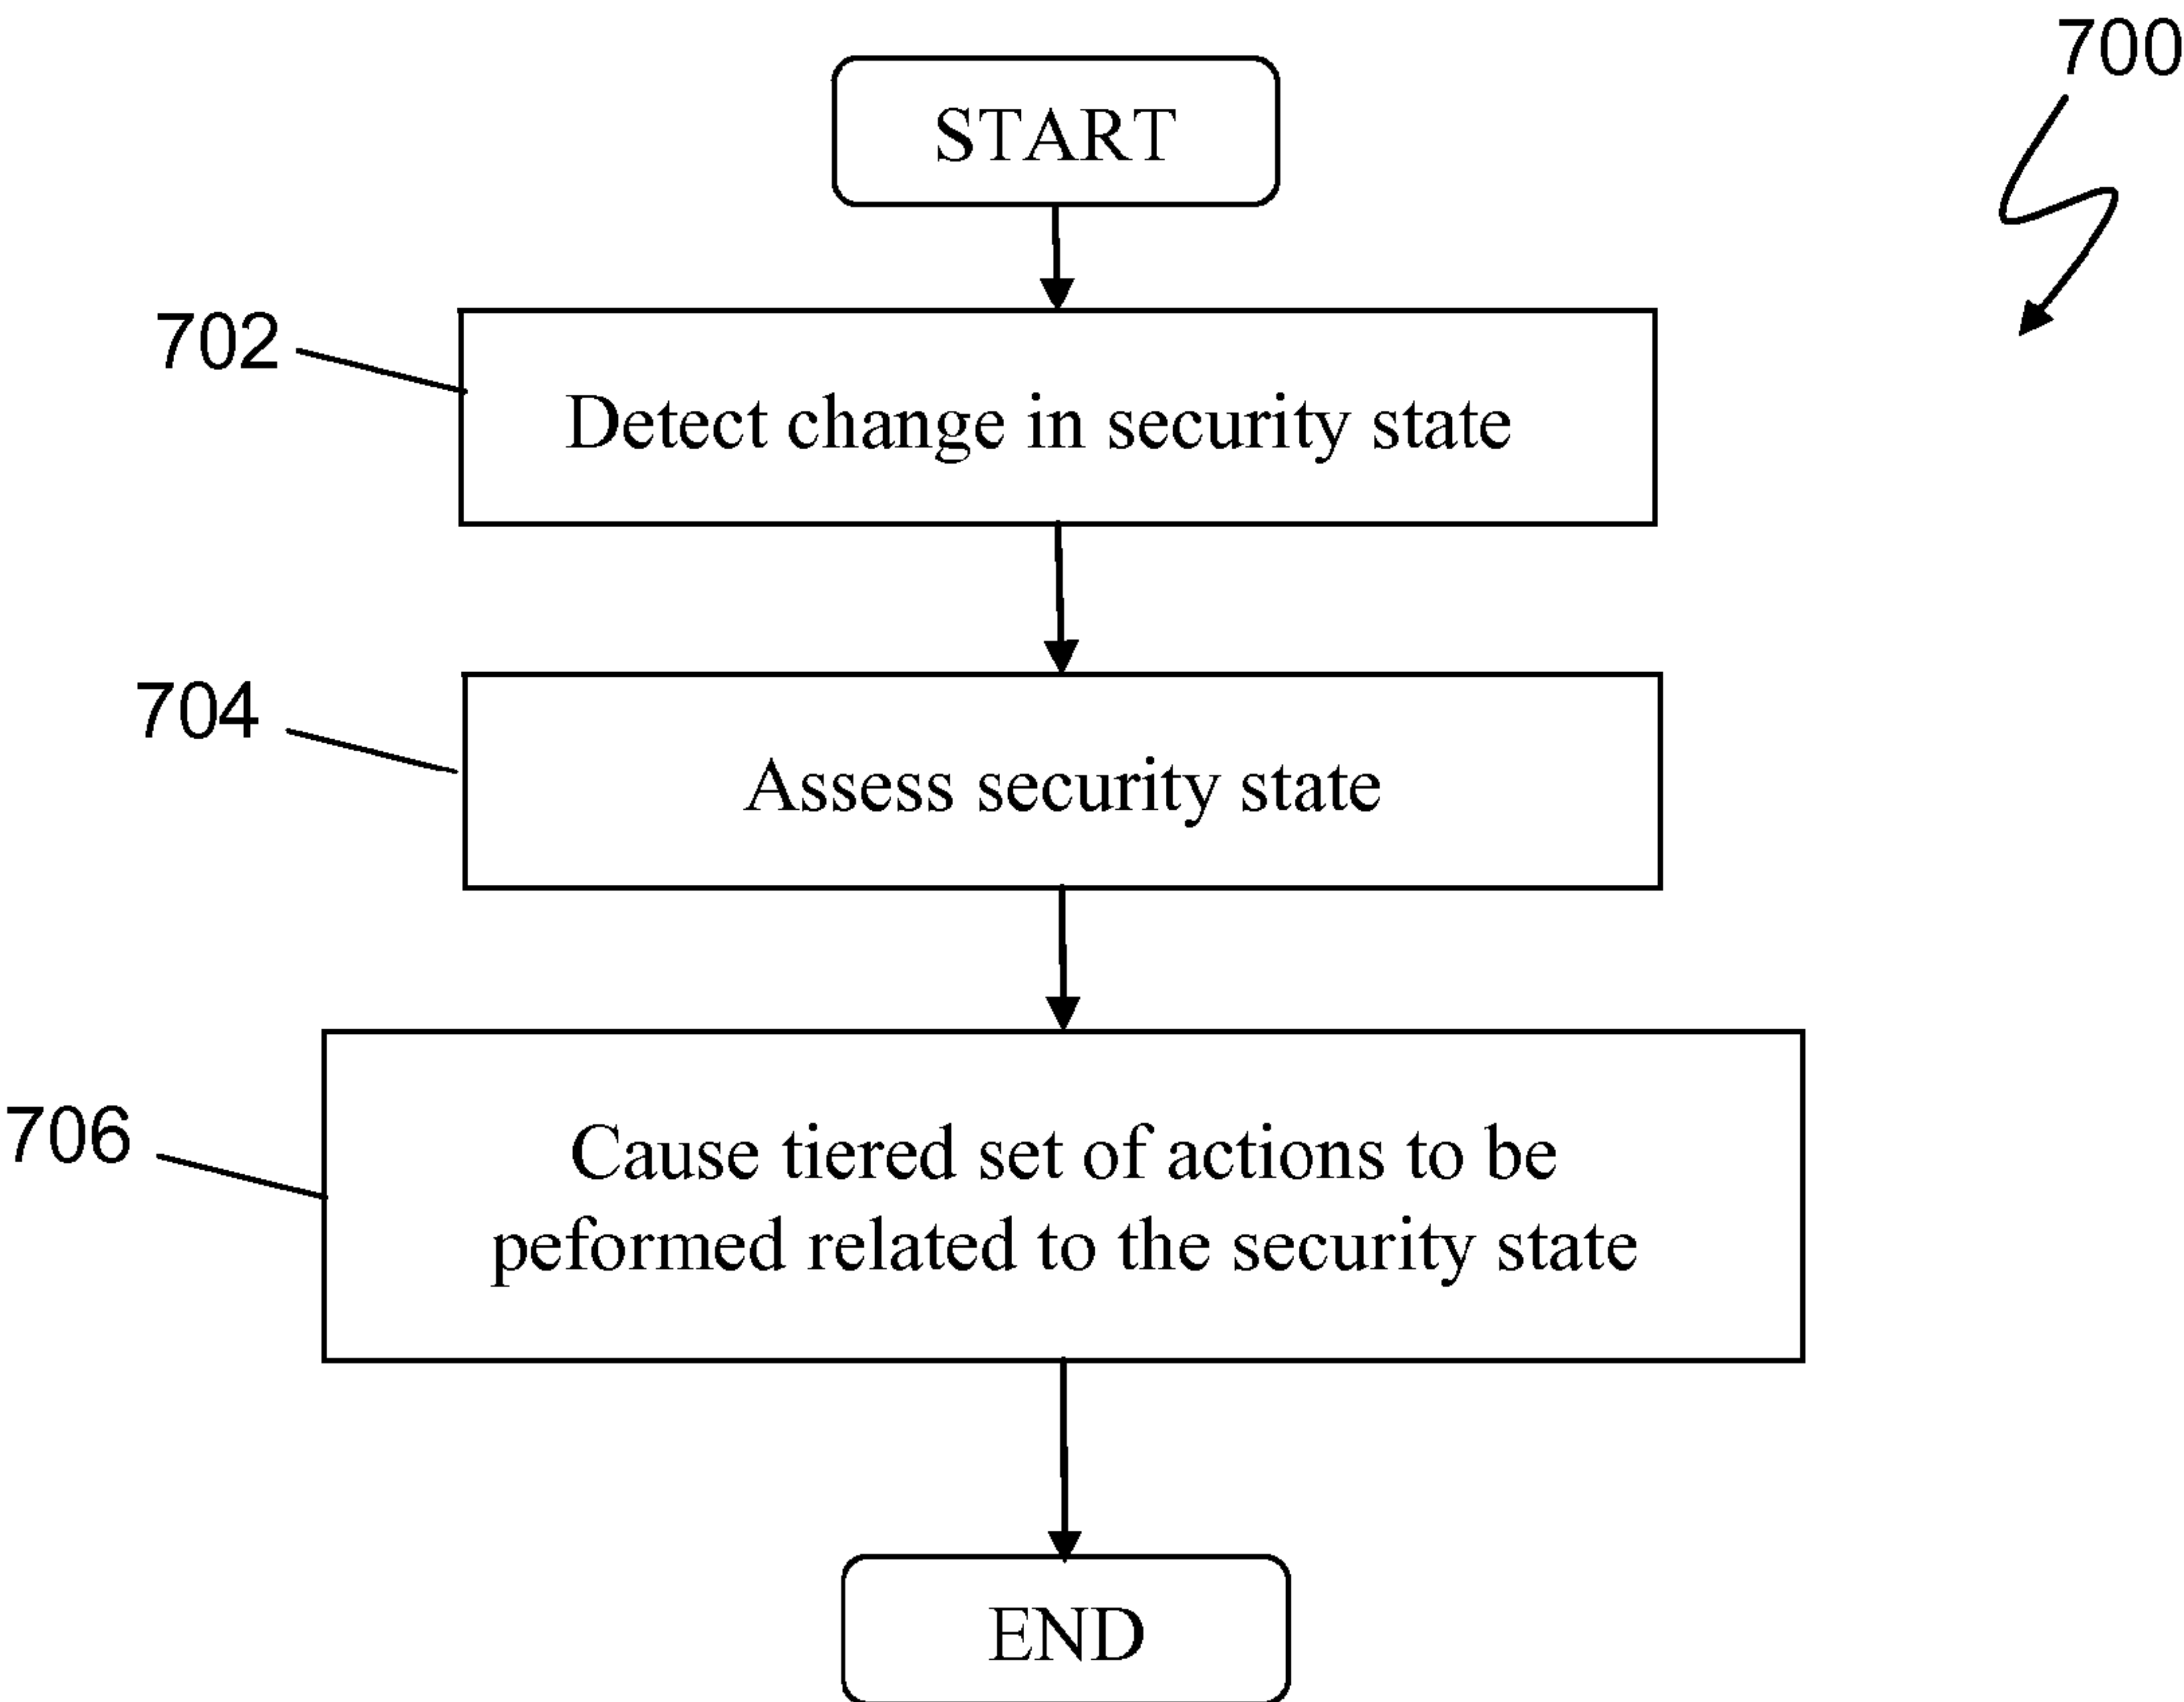 700
START
702
Detect change in security state
704
Assess security state
706
Cause tiered set of actions to be
peformed related to the security state
END